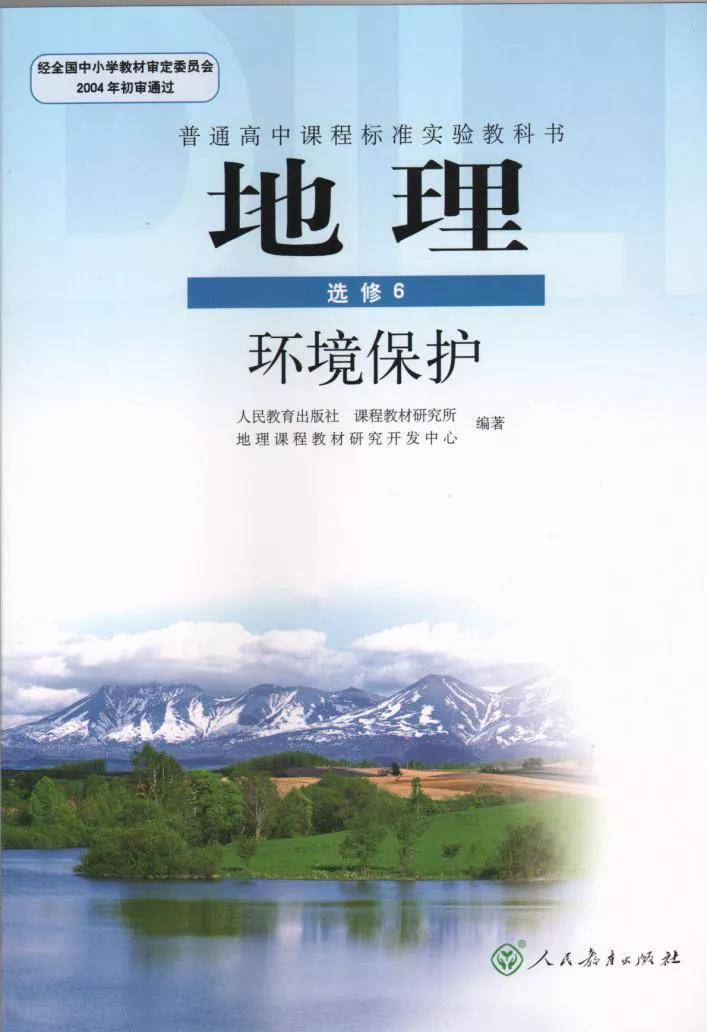 经全国中小学教材审定委员会
2004年初审通过
普通高中课程标准实验教科书
地理
选修6
环境保护
人民教育出版社 课程教材研究所
地理课程教材研究开发中心
编著
®
人民教育出版社